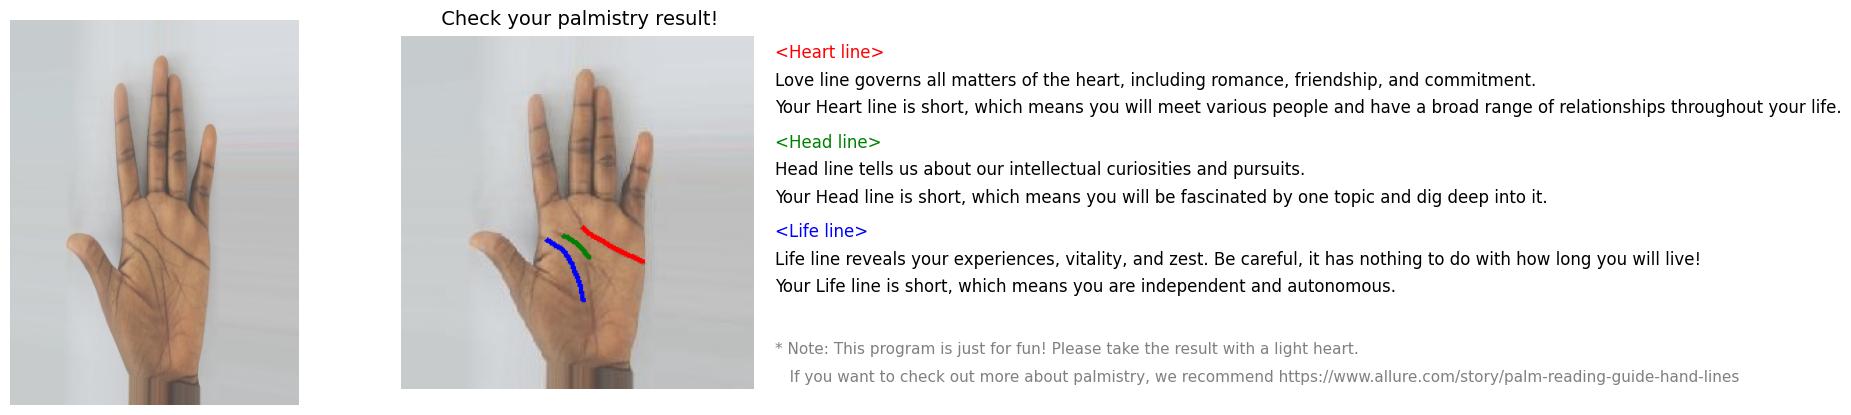 Check your palmistry result!
<Heart line>
Love line governs all matters of the heart, including romance, friendship, and commitment.
Your Heart line is short, which means you will meet various people and have a broad range of relationships throughout your life.
<Head line>
Head line tells us about our intellectual curiosities and pursuits.
Your Head line is short, which means you will be fascinated by one topic and dig deep into it.
<Life line>
Life line reveals your experiences, vitality, and zest. Be careful, it has nothing to do with how long you will live!
Your Life line is short, which means you are independent and autonomous.
* Note: This program is just for fun! Please take the result with a light heart.
If you want to check out more about palmistry, we recommend https://www.allure.com/story/palm-reading-guide-hand-lines